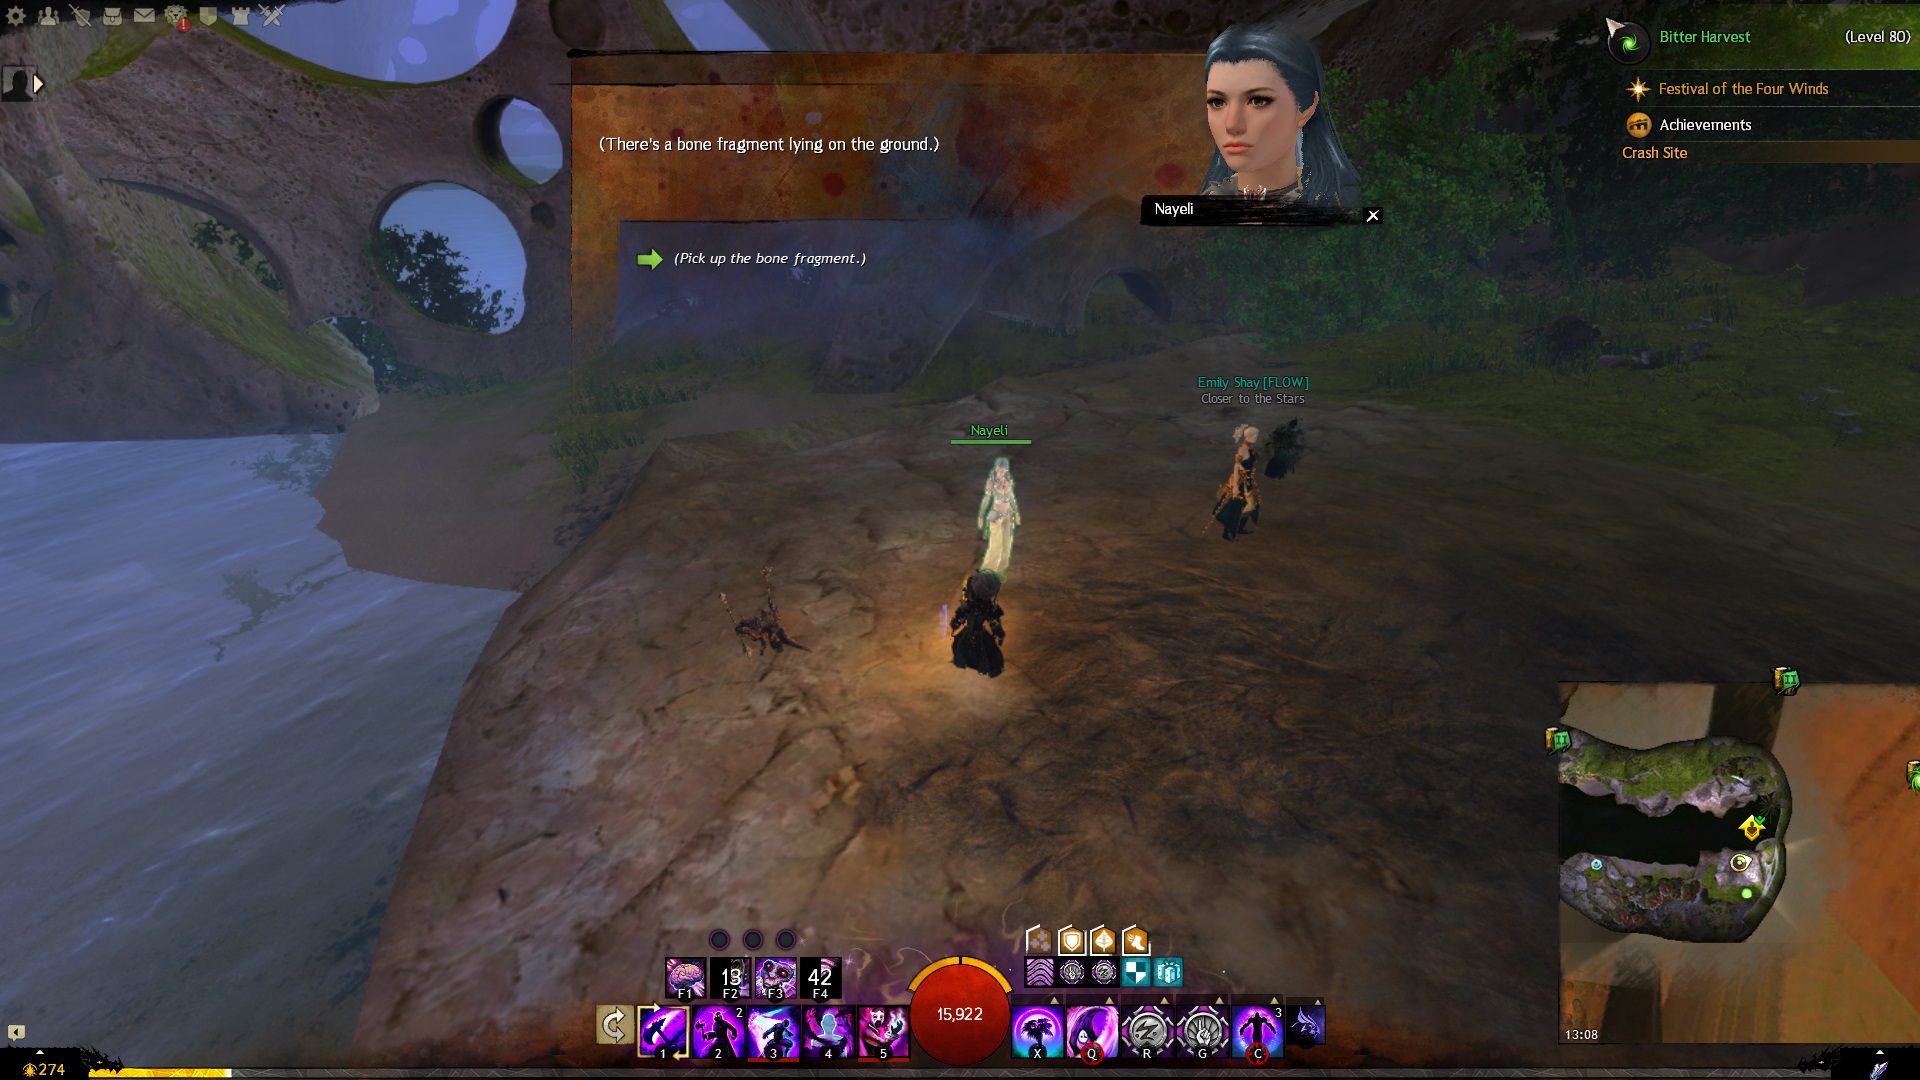 Bitter Harvest
(Level 80)
Festival of the Four Winds
Achievements
Crash Site
(There's a bone fragment lying on the ground.)
Nayeli
(Pick up the bone fragment.)
Emily Shay [FLOW]
Closer to the Stars
Nayeli
13
42
F1
F2
F3
F4
15,922
2
3
1
2
3
4
5
X
Q
R
G
C
13:08
274